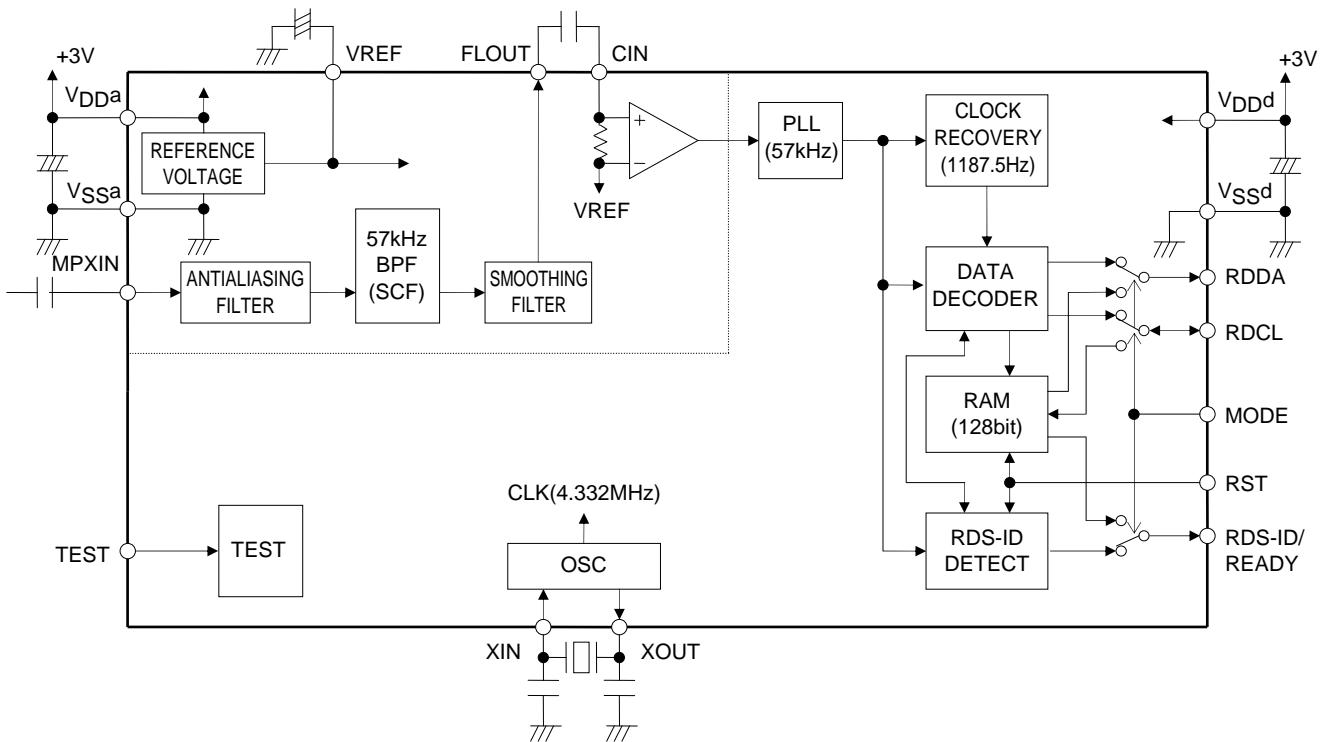 +3V
VREF
FLOUT
CIN
+3V
VDDa
REFERENCE
VOLTAGE
VSSa
+
−
VREF
PLL
(57kHz)
CLOCK
RECOVERY
(1187.5Hz)
VDDd
VSSd
MPXIN
ANTIALIASING
FILTER
57kHz
BPF
(SCF)
SMOOTHING
FILTER
DATA
DECODER
RDDA
RDCL
RAM
(128bit)
MODE
RST
CLK(4.332MHz)
TEST
TEST
OSC
RDS-ID
DETECT
RDS-ID/
READY
XIN
XOUT